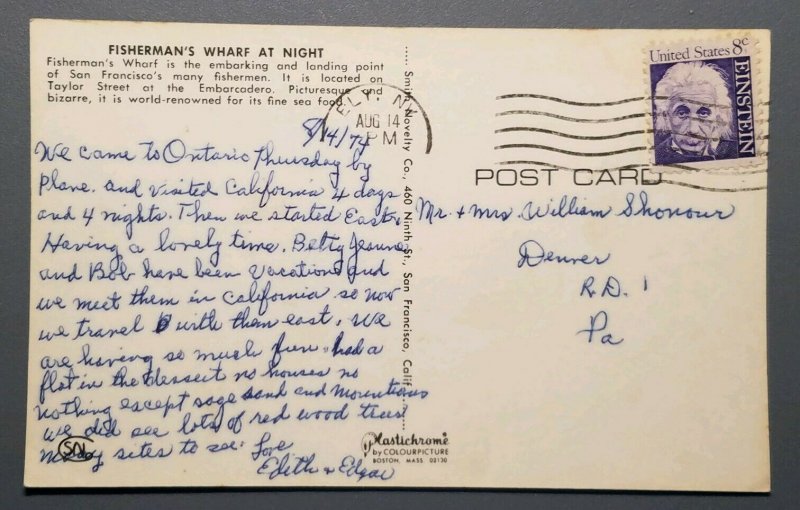 FISHERMAN'S WHARF AT NIGHT
Fisherman's Wharf is the embarking and landing point
of San Francisco's many fishermen. It is located on
Taylor Street at the Embarcadero. Picturesque and
bizarre, it is world-renowned for its fine sea food.
8/14/74
We came to Ontario Thursday by
Plane. and visited California 4 days
and 4 nights. Then we started East.
Having a lovely time. Betty Jeanne
and Bob have been Vacationing and
we meet them in California so now
we travel with them east. We
are having so much fun. had a
flat in the dessert no houses no
nothing except sage sand and mountions
we did see lots of red wood trees
many sites to see. Love
Edith + Edgar
SN
Smith Novelty Co., 460 Ninth St., San Francisco, Calif.
Plastichrome
by COLOURPICTURE
BOSTON, MASS 02130
ELY, NV
AUG 14
PM
United States 8c
EINSTEIN
POST CARD
Mr. + Mrs. William Shonour
Denver
R.D. 1
Pa